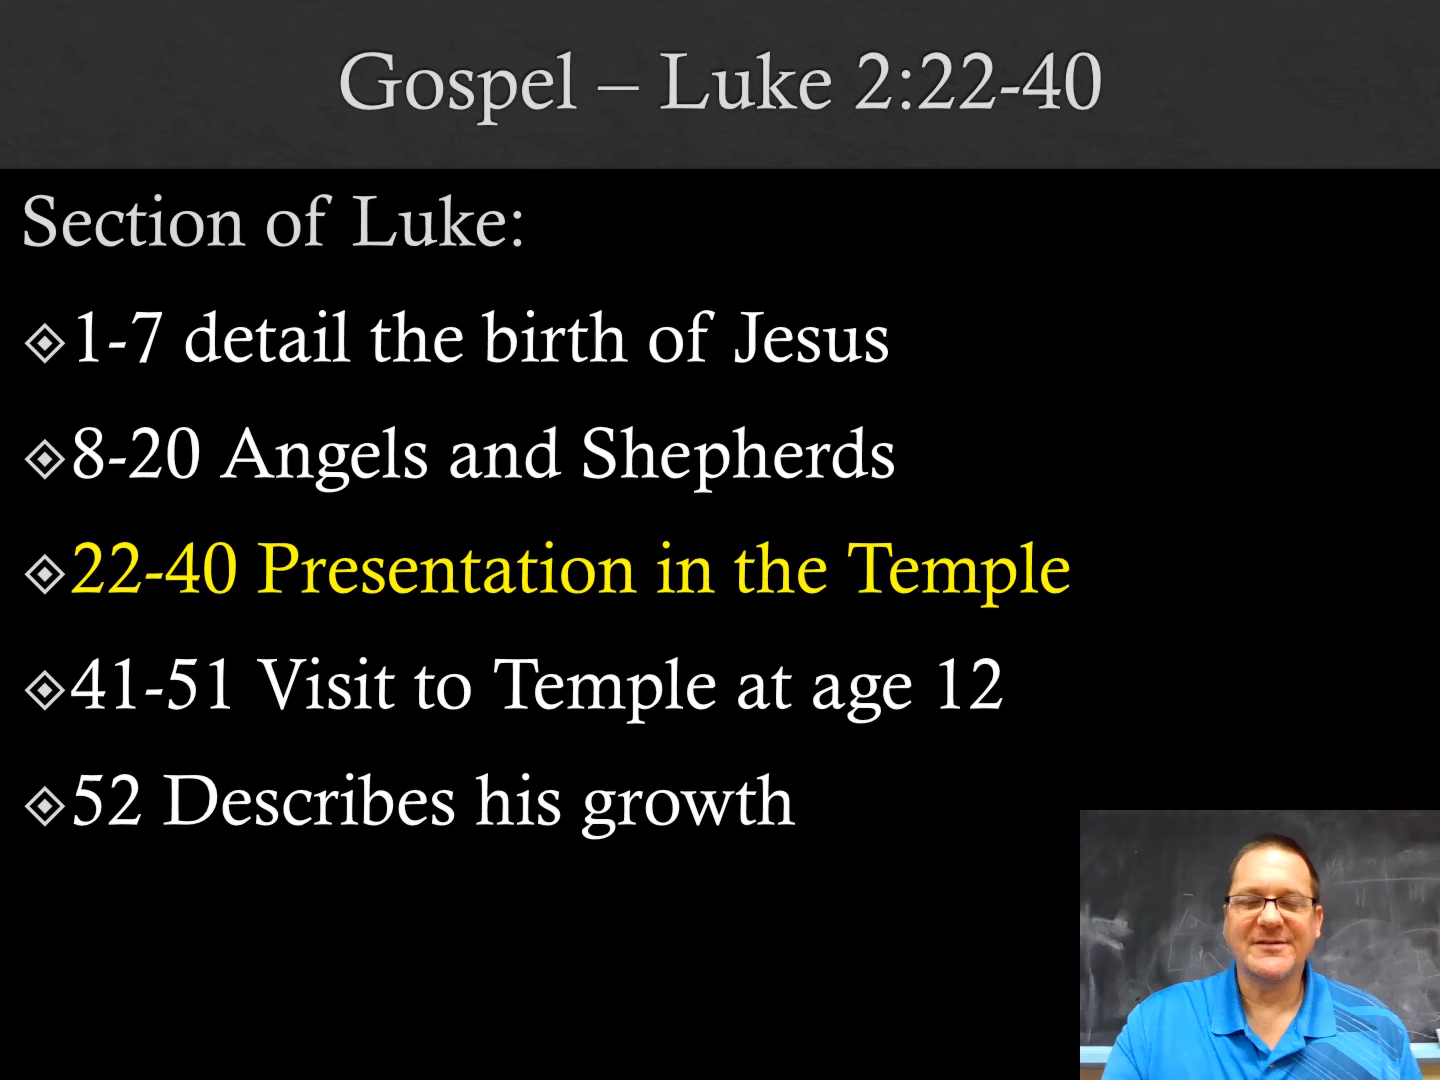 Gospel – Luke 2:22-40
Section of Luke:
1-7 detail the birth of Jesus
8-20 Angels and Shepherds
22-40 Presentation in the Temple
41-51 Visit to Temple at age 12
52 Describes his growth